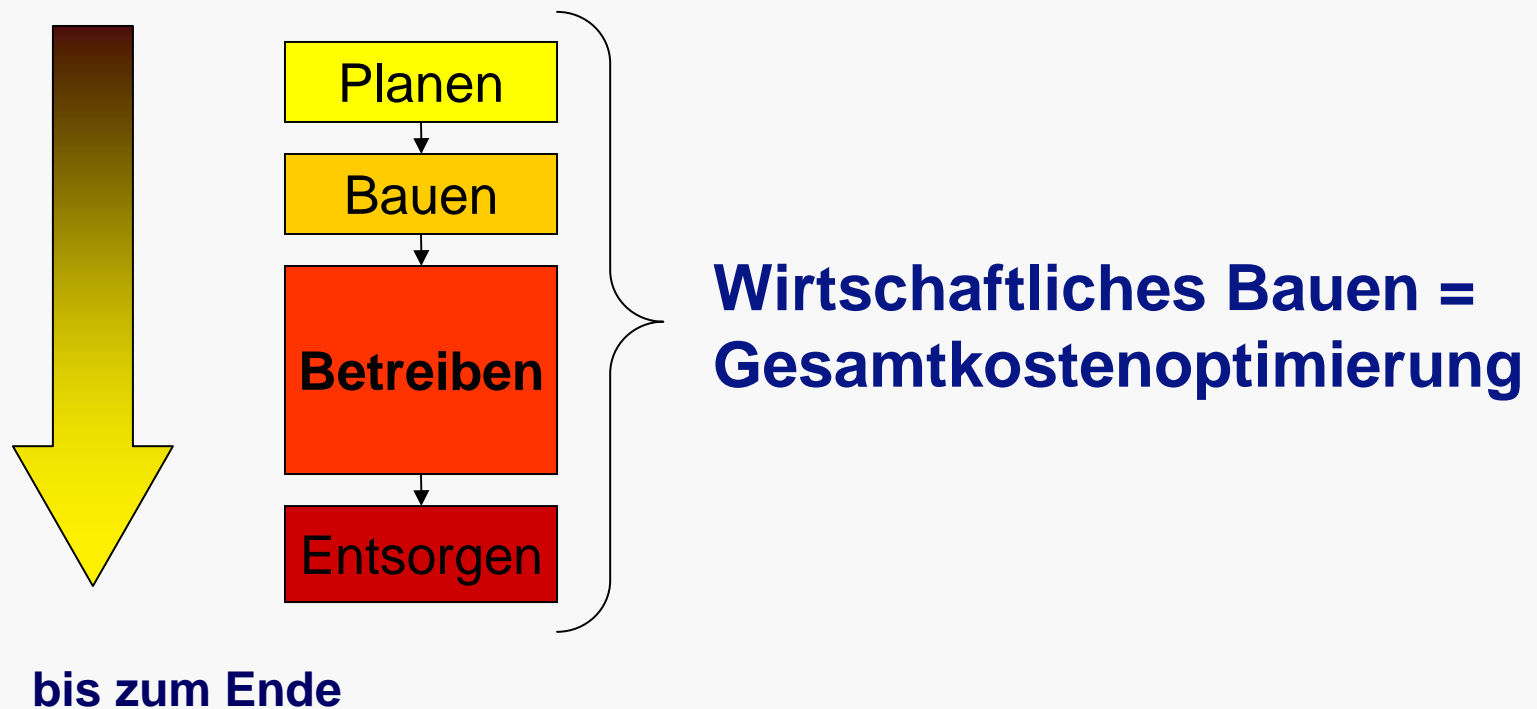 Planen
Bauen
Betreiben
Entsorgen
Wirtschaftliches Bauen =
Gesamtkostenoptimierung
bis zum Ende